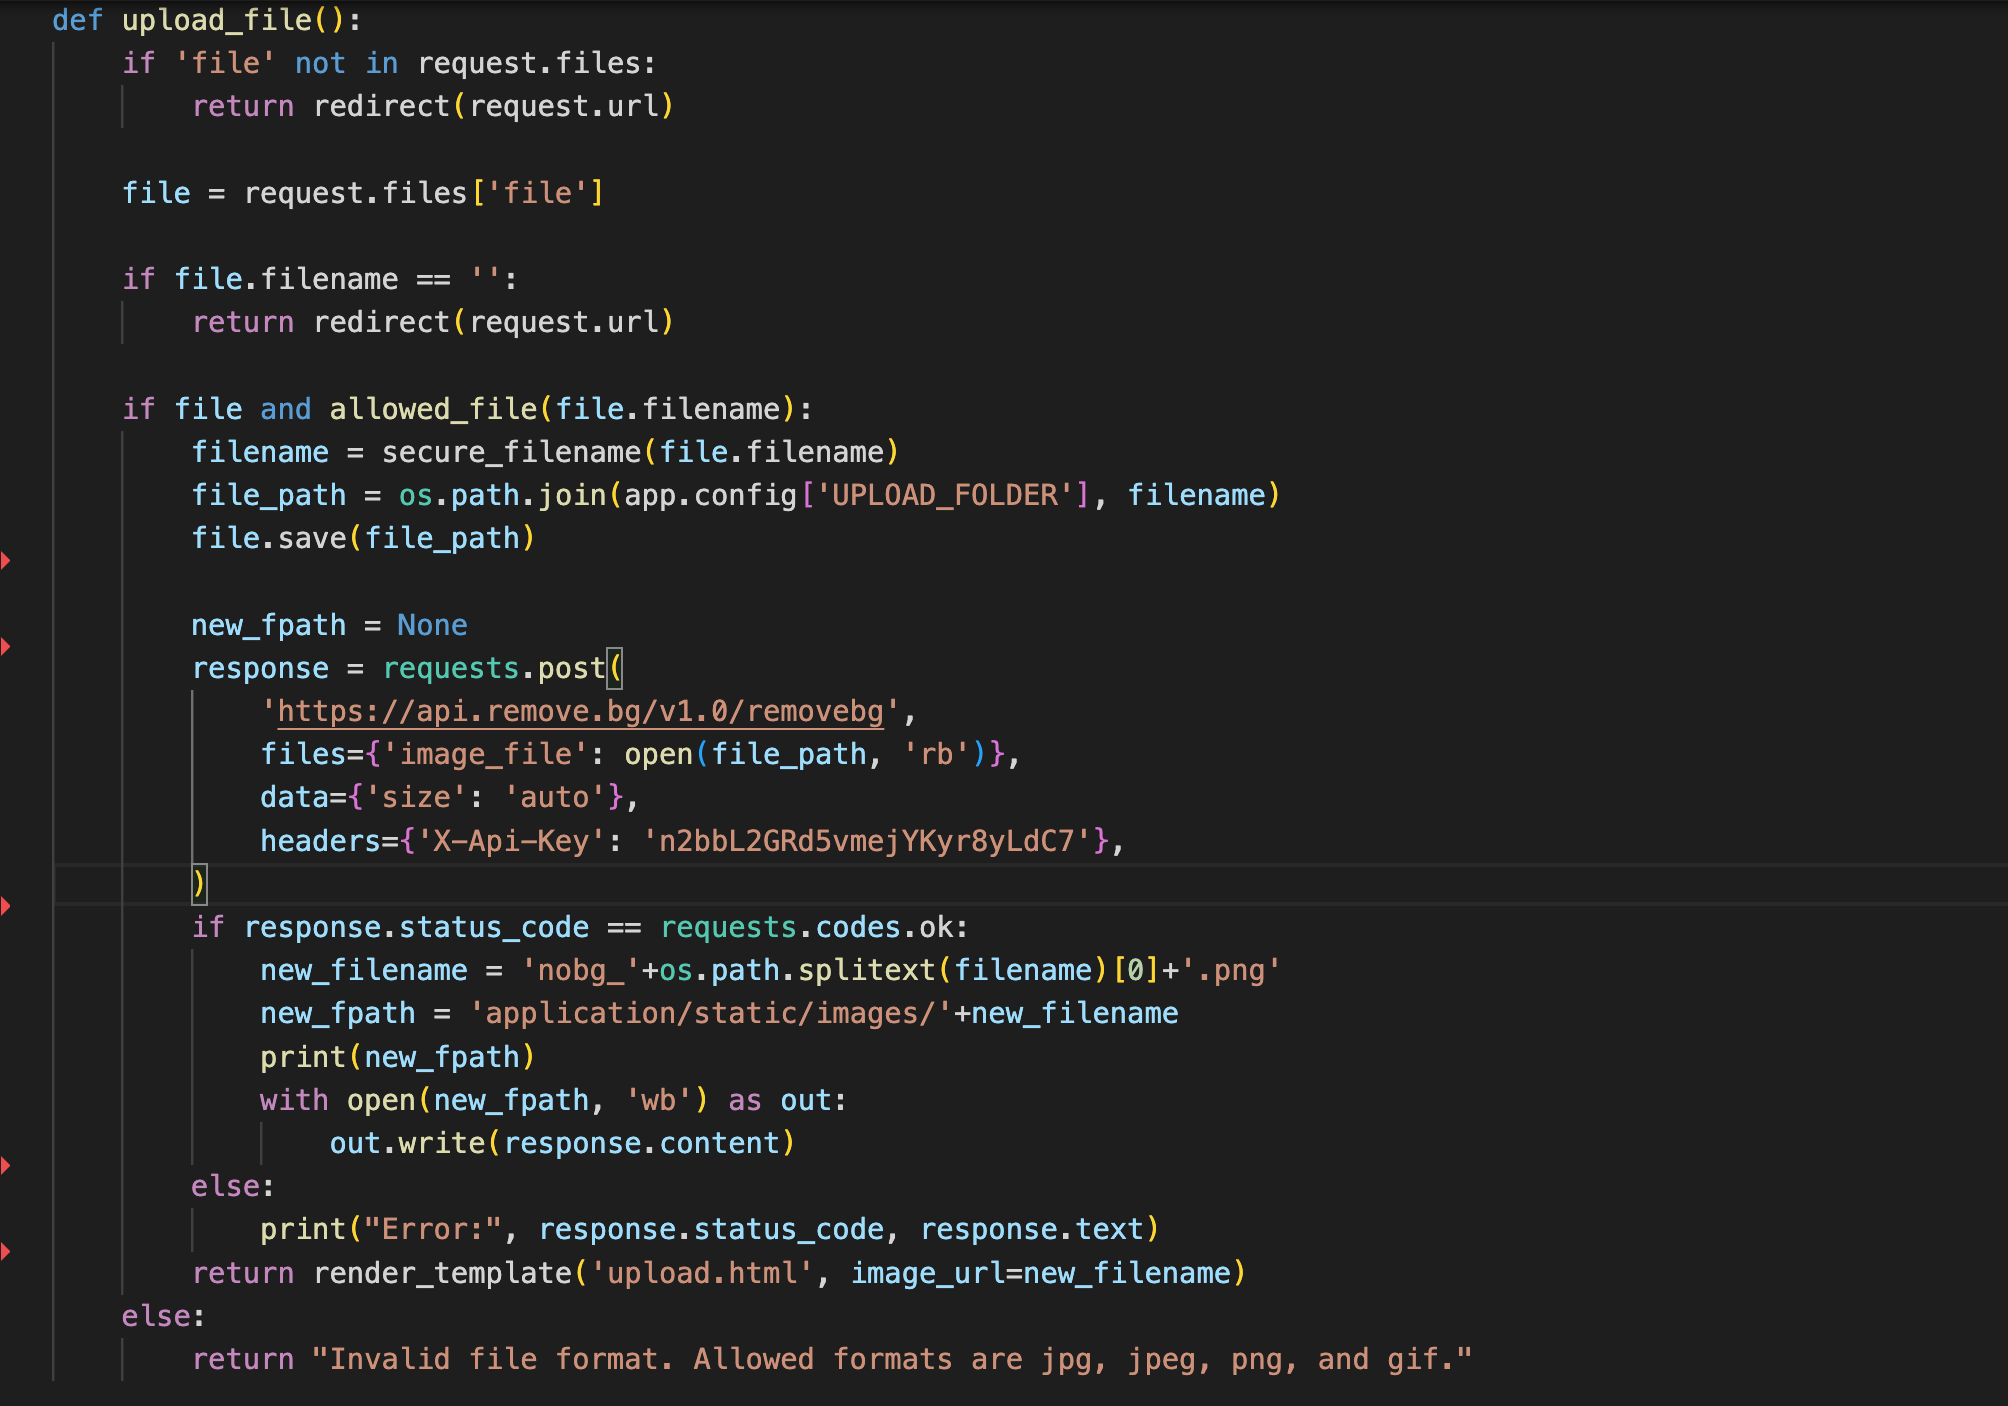 def upload_file():
    if 'file' not in request.files:
        return redirect(request.url)

    file = request.files['file']

    if file.filename == '':
        return redirect(request.url)

    if file and allowed_file(file.filename):
        filename = secure_filename(file.filename)
        file_path = os.path.join(app.config['UPLOAD_FOLDER'], filename)
        file.save(file_path)

        new_fpath = None
        response = requests.post(
            'https://api.remove.bg/v1.0/removebg',
            files={'image_file': open(file_path, 'rb')},
            data={'size': 'auto'},
            headers={'X-Api-Key': 'n2bbL2GRd5vmejYKyr8yLdC7'},
        )
        if response.status_code == requests.codes.ok:
            new_filename = 'nobg_'+os.path.splitext(filename)[0]+'.png'
            new_fpath = 'application/static/images/'+new_filename
            print(new_fpath)
            with open(new_fpath, 'wb') as out:
                out.write(response.content)
        else:
            print("Error:", response.status_code, response.text)
        return render_template('upload.html', image_url=new_filename)
    else:
        return "Invalid file format. Allowed formats are jpg, jpeg, png, and gif."